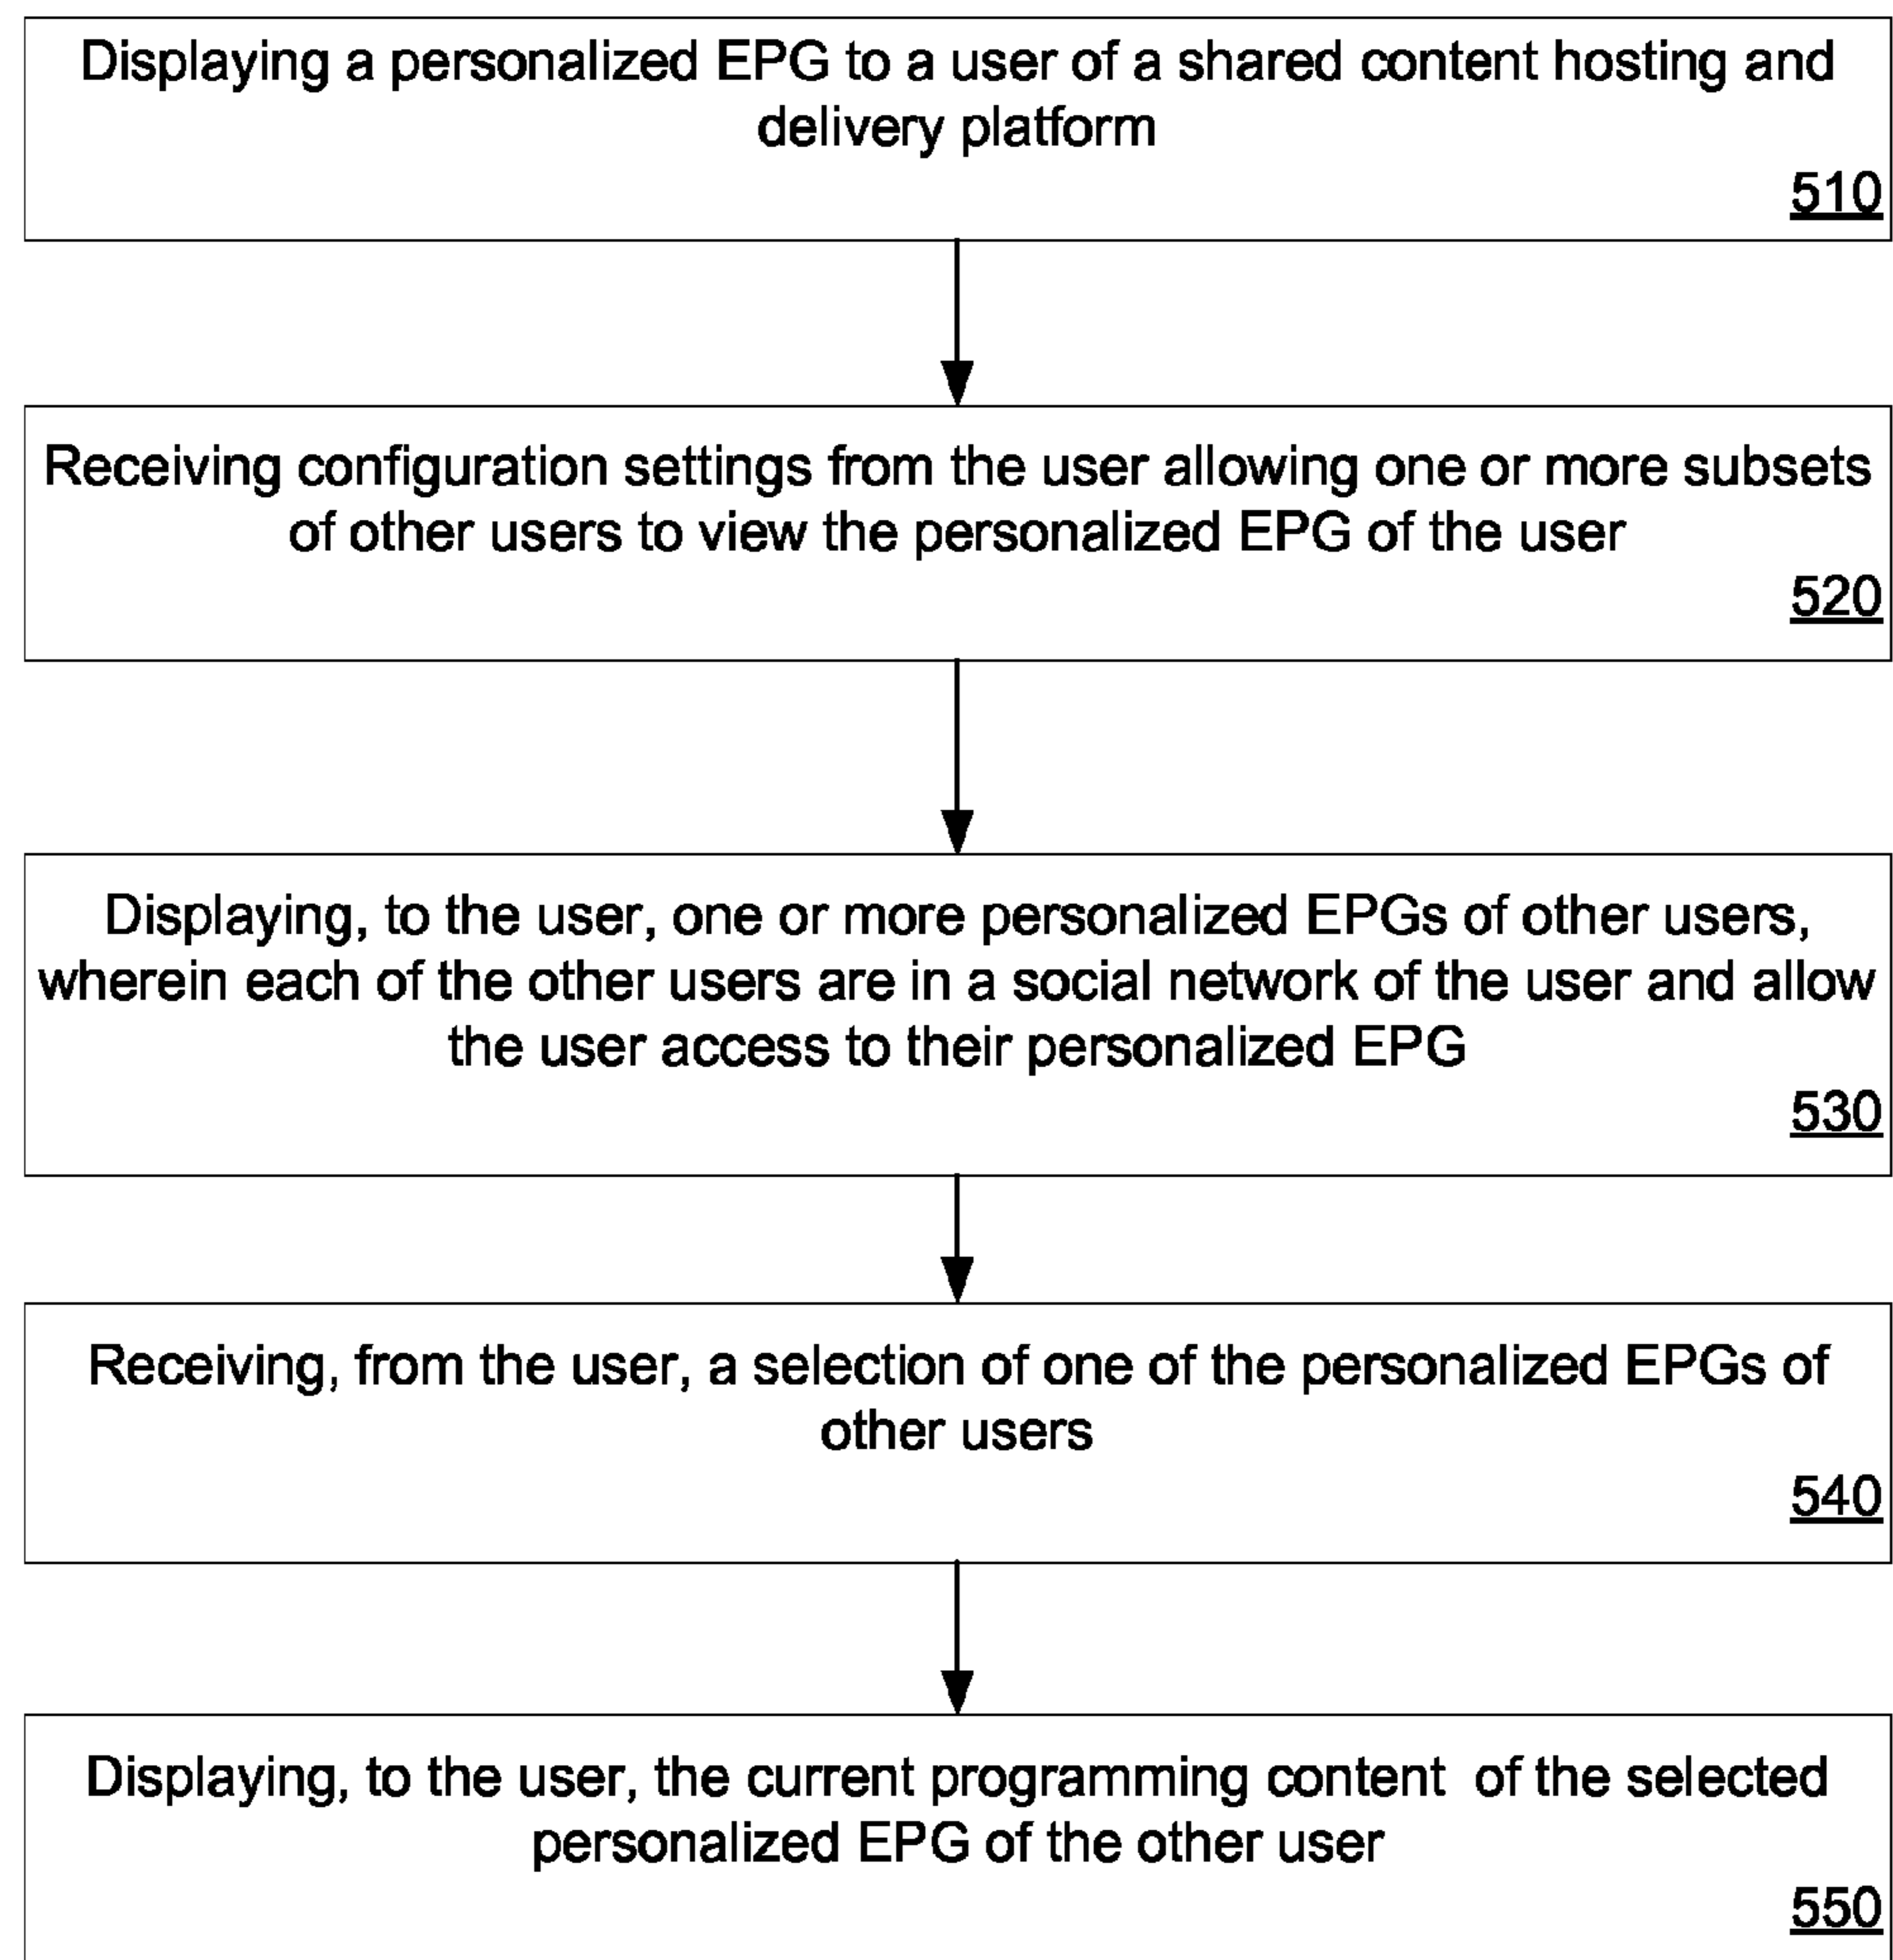 Displaying a personalized EPG to a user of a shared content hosting and
delivery platform
510
Receiving configuration settings from the user allowing one or more subsets
of other users to view the personalized EPG of the user
520
Displaying, to the user, one or more personalized EPGs of other users,
wherein each of the other users are in a social network of the user and allow
the user access to their personalized EPG
530
Receiving, from the user, a selection of one of the personalized EPGs of
other users
540
Displaying, to the user, the current programming content of the selected
personalized EPG of the other user
550